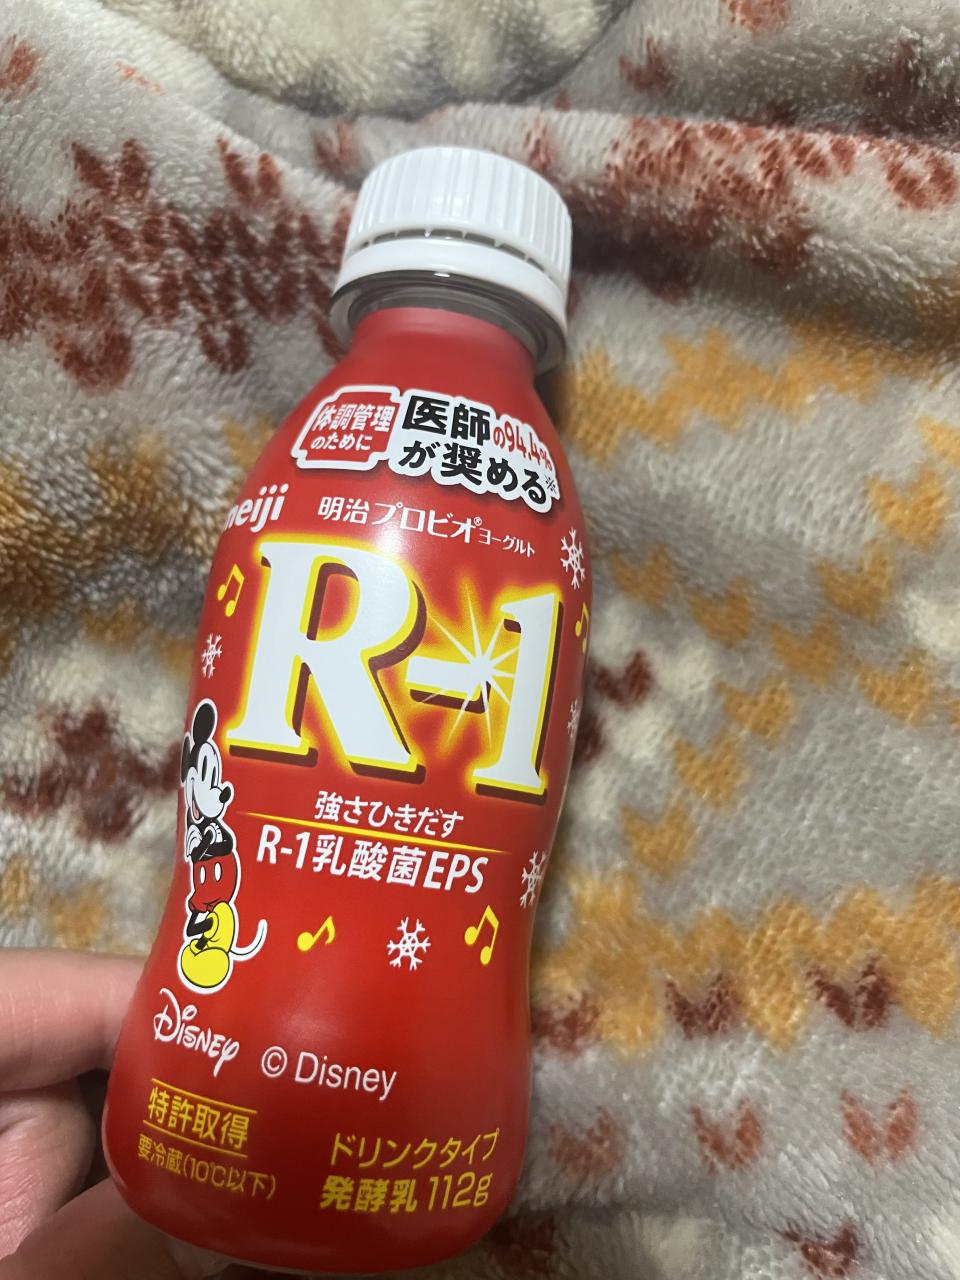 体調管理
のために
医師の94.4%
が奨める※
meiji
明治プロビオ®ヨーグルト
R-1
強さひきだす
R-1乳酸菌EPS
Disney
© Disney
特許取得
要冷蔵(10℃以下)
ドリンクタイプ
発酵乳 112g